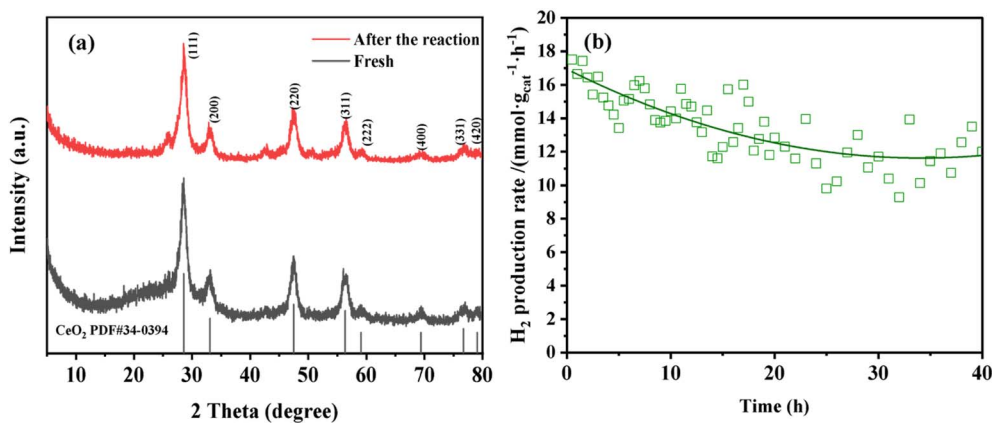 (a)
After the reaction
Fresh
(111)
(200)
(220)
(311)
(222)
(400)
(331)
(420)
CeO₂ PDF#34-0394
Intensity (a.u.)
10 20 30 40 50 60 70 80
2 Theta (degree)
(b)
H₂ production rate /(mmol·g_cat⁻¹·h⁻¹)
20
18
16
14
12
10
8
6
4
2
0
0 10 20 30 40
Time (h)